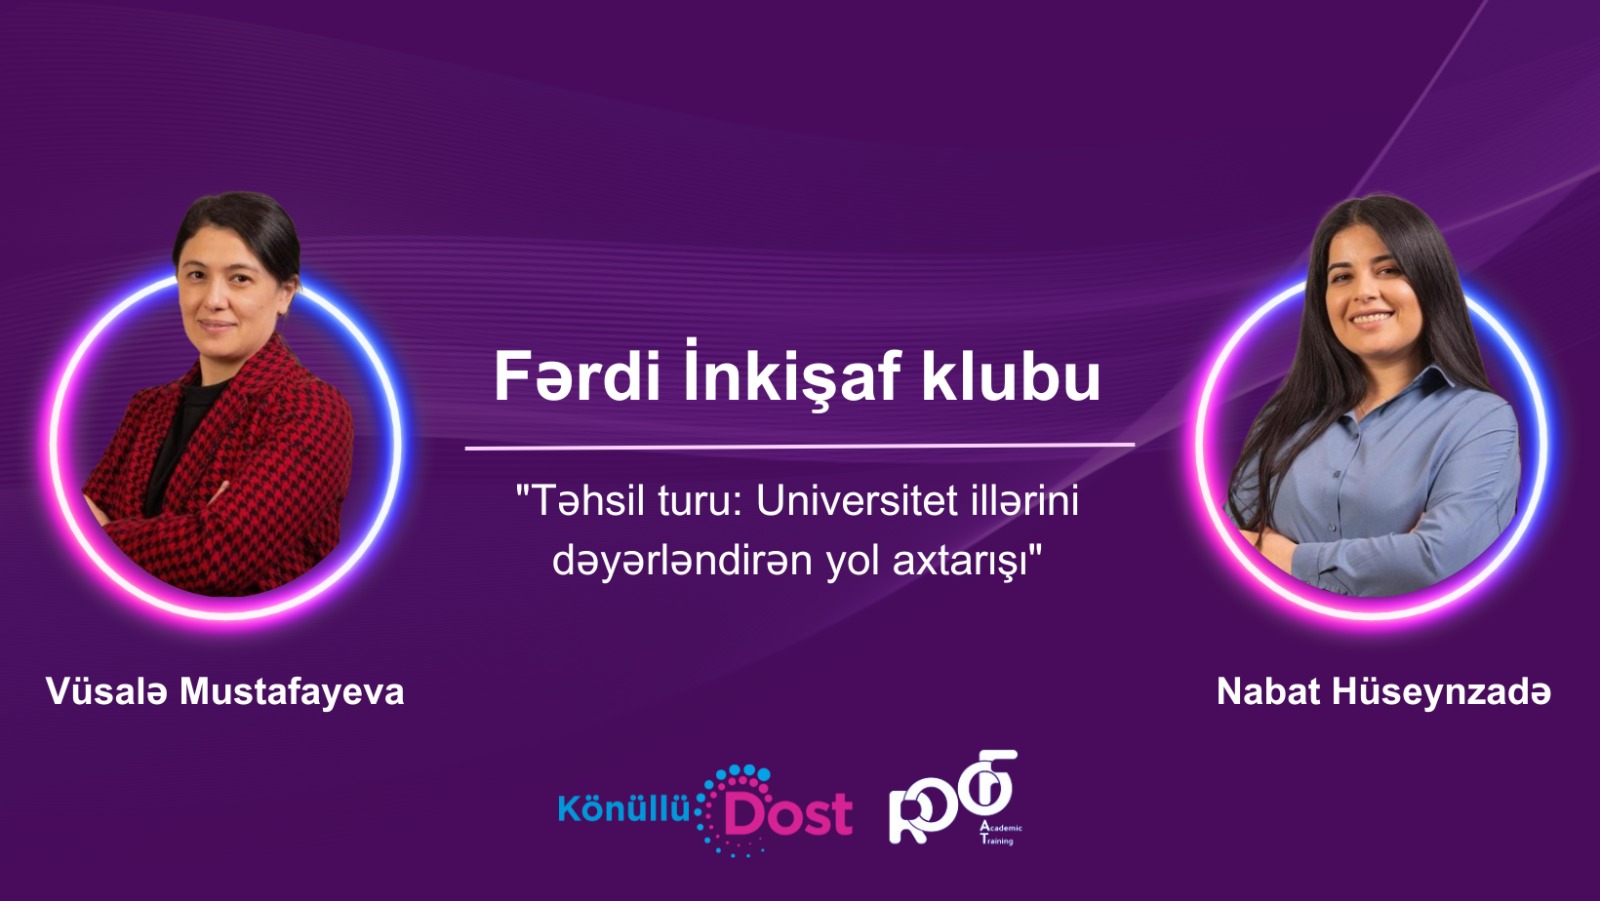 Fərdi İnkişaf klubu
"Təhsil turu: Universitet illərini
dəyərləndirən yol axtarışı"
Vüsalə Mustafayeva
Nabat Hüseynzadə
Könüllü Dost
Academic
Training